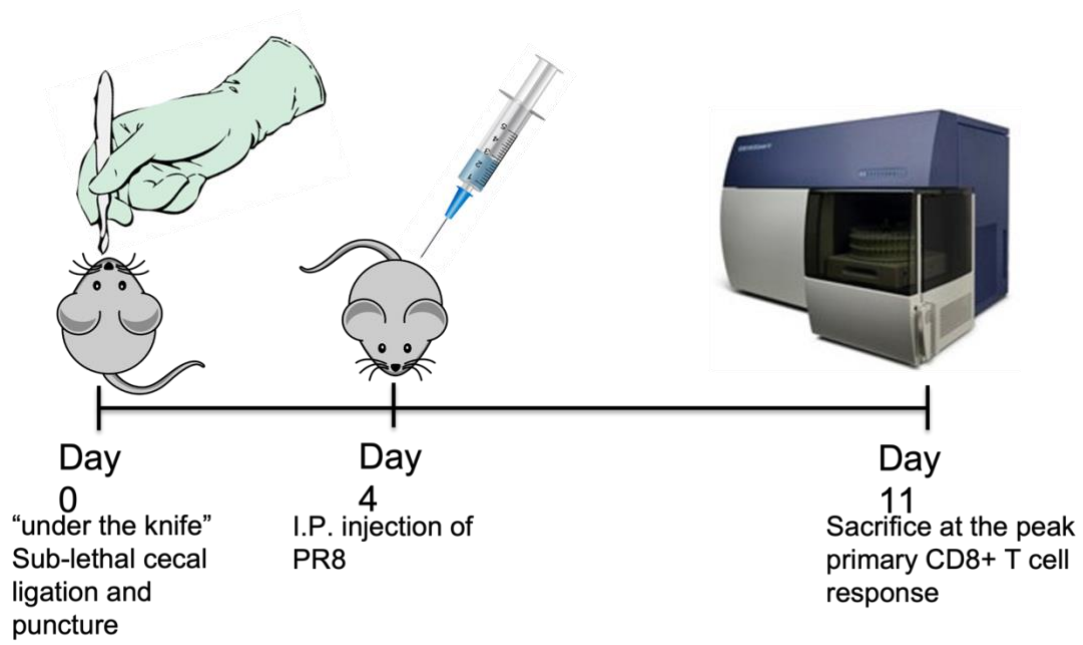 Day
0
"under the knife"
Sub-lethal cecal
ligation and
puncture
Day
4
I.P. injection of
PR8
Day
11
Sacrifice at the peak
primary CD8+ T cell
response